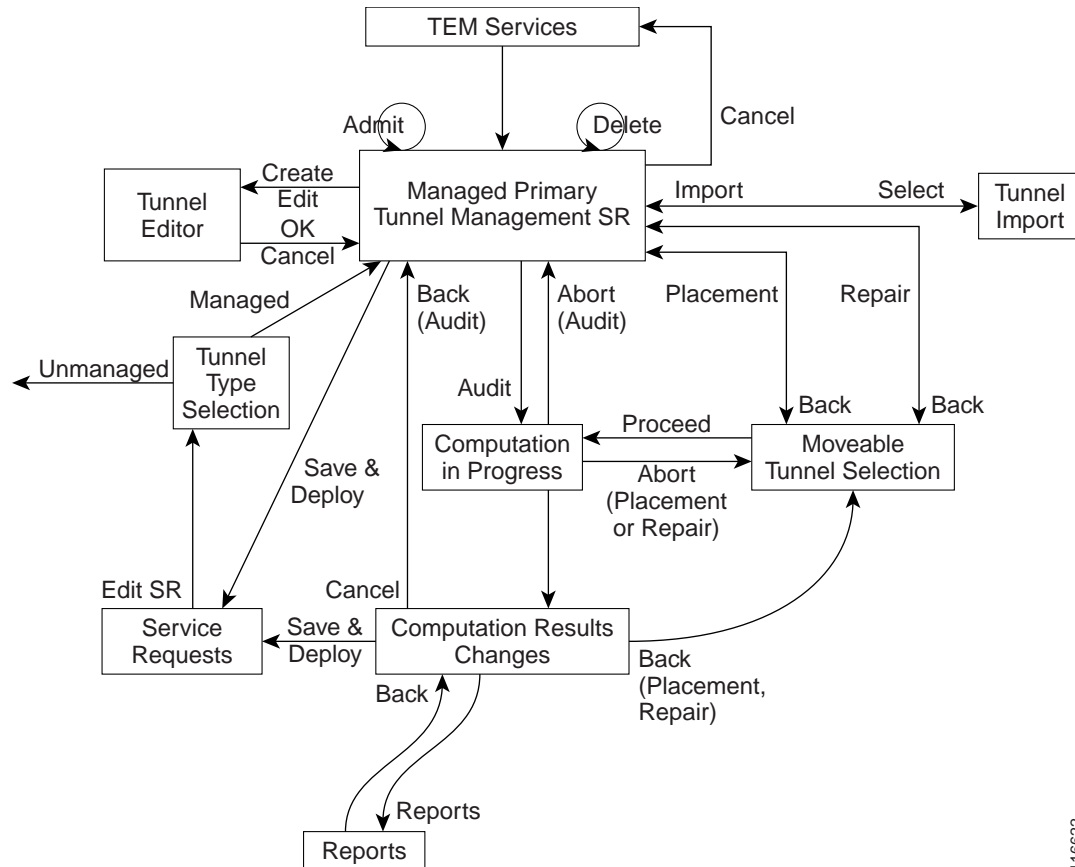 TEM Services
Cancel
Admit
Delete
Managed Primary
Tunnel Management SR
Create
Edit
OK
Cancel
Tunnel
Editor
Import
Select
Tunnel
Import
Managed
Back
(Audit)
Abort
(Audit)
Placement
Repair
Unmanaged
Tunnel
Type
Selection
Audit
Back
Back
Computation
in Progress
Proceed
Abort
(Placement
or Repair)
Moveable
Tunnel Selection
Save &
Deploy
Edit SR
Cancel
Service
Requests
Save &
Deploy
Computation Results
Changes
Back
(Placement,
Repair)
Back
Reports
Reports